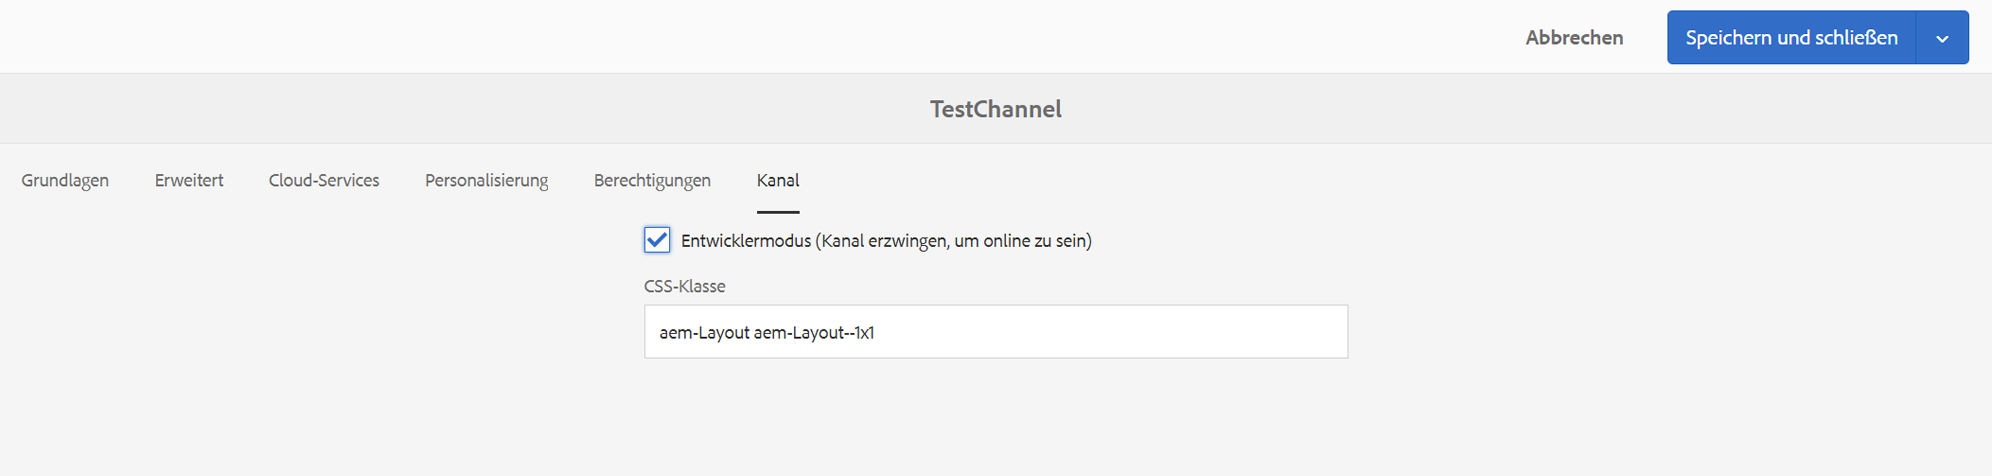 Abbrechen Speichern und schließen
TestChannel
Grundlagen Erweitert Cloud-Services Personalisierung Berechtigungen Kanal
Entwicklermodus (Kanal erzwingen, um online zu sein)
CSS-Klasse
aem-Layout aem-Layout--1x1